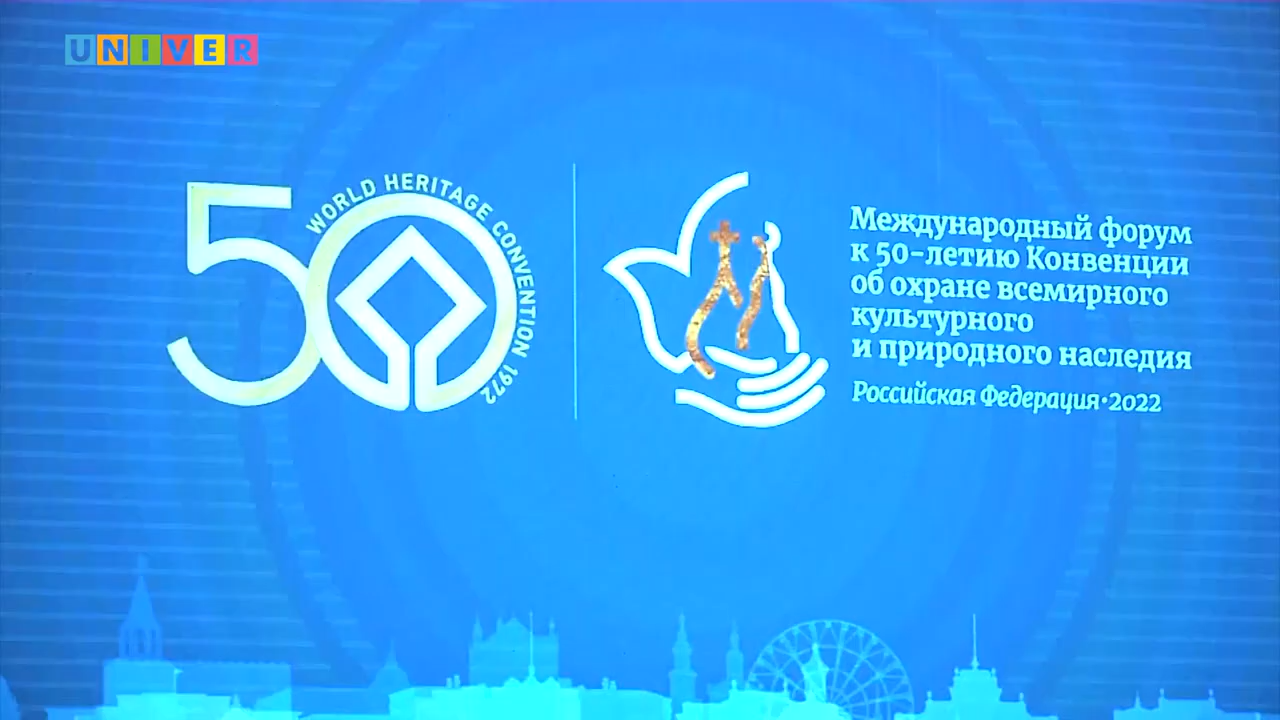 UNIVER
50
WORLD HERITAGE CONVENTION 1972
Международный форум
к 50-летию Конвенции
об охране всемирного
культурного
и природного наследия
Российская Федерация·2022